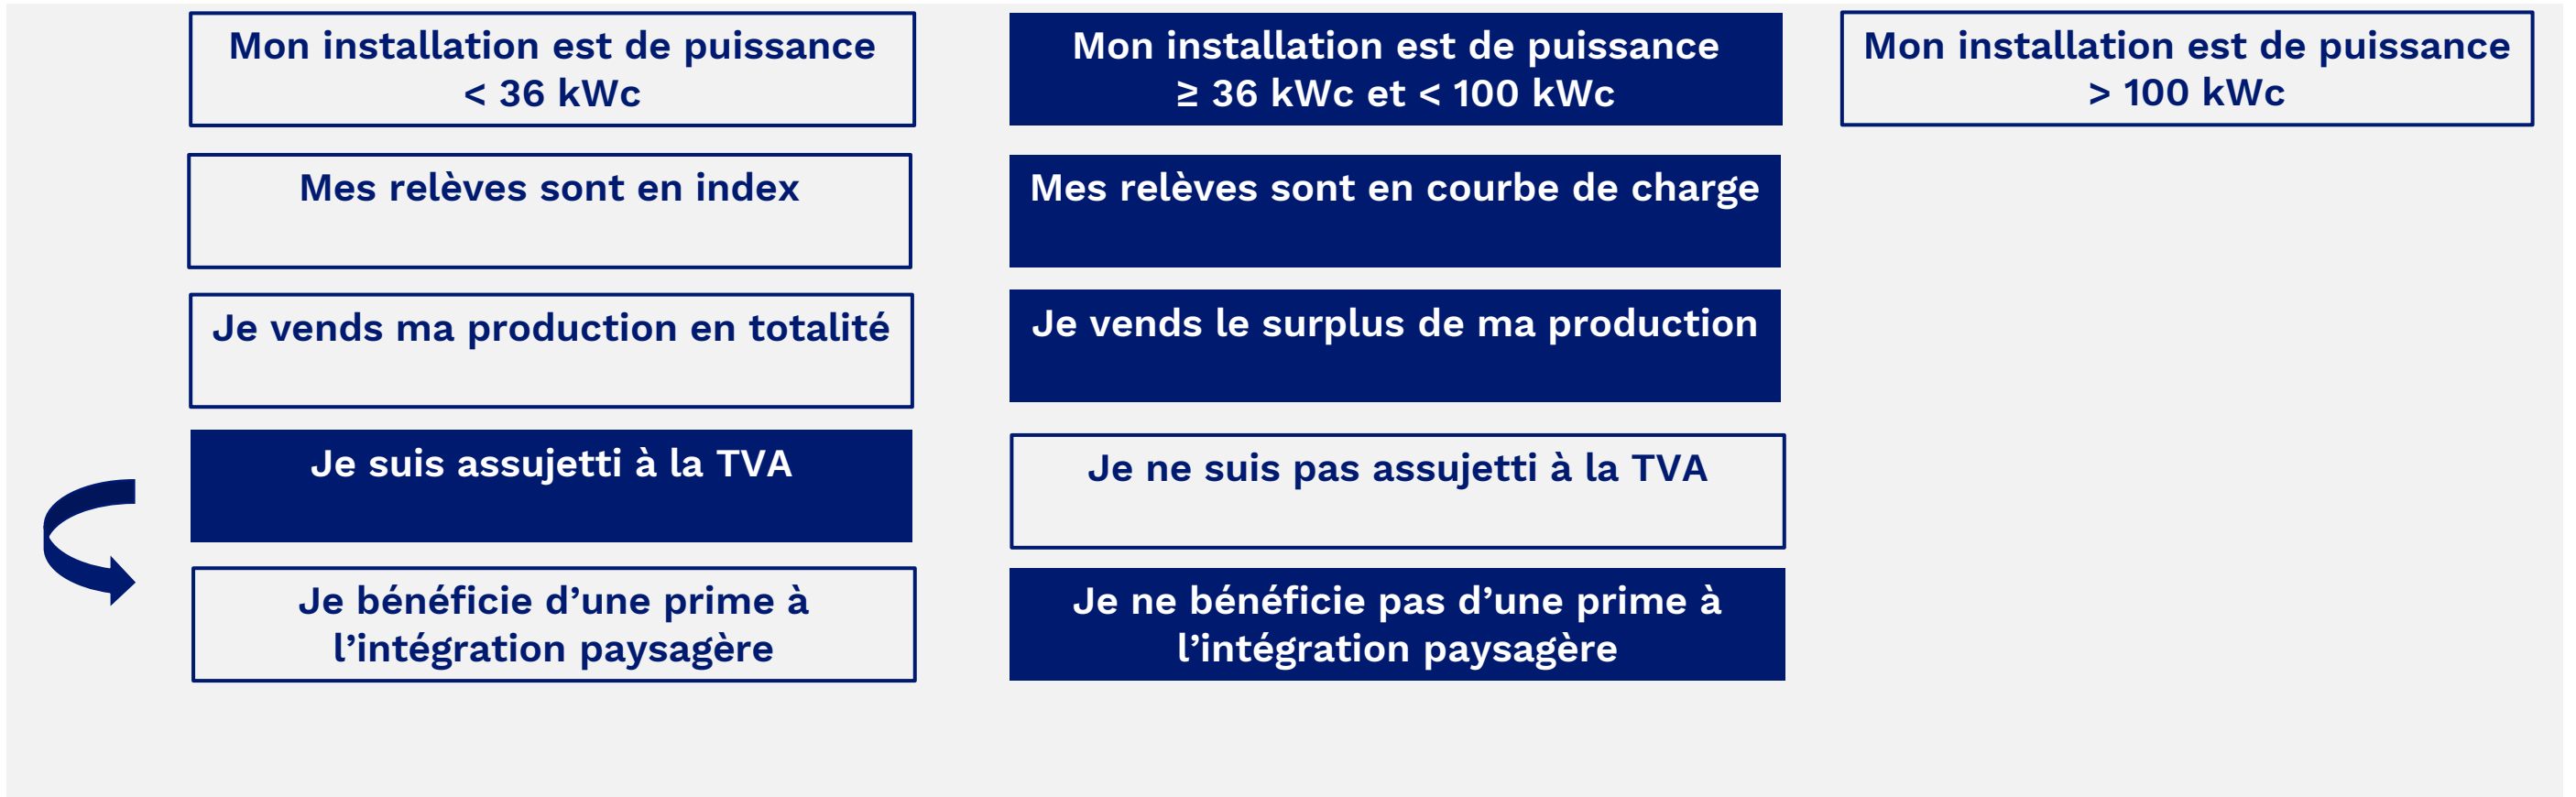 Mon installation est de puissance
< 36 kWc
Mon installation est de puissance
≥ 36 kWc et < 100 kWc
Mon installation est de puissance
> 100 kWc
Mes relèves sont en index
Mes relèves sont en courbe de charge
Je vends ma production en totalité
Je vends le surplus de ma production
Je suis assujetti à la TVA
Je ne suis pas assujetti à la TVA
Je bénéficie d’une prime à
l’intégration paysagère
Je ne bénéficie pas d’une prime à
l’intégration paysagère